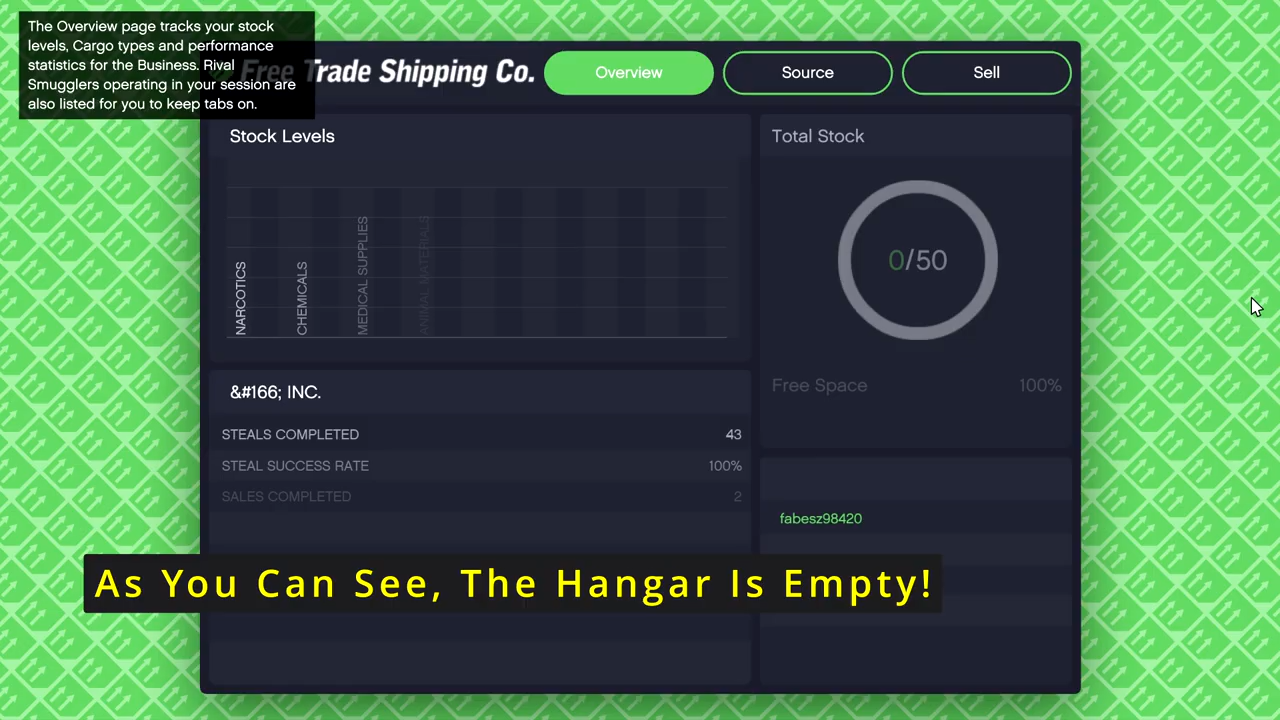 The Overview page tracks your stock
levels, Cargo types and performance
statistics for the Business. Rival
Smugglers operating in your session are
also listed for you to keep tabs on.
Free Trade Shipping Co.
Overview
Source
Sell
Stock Levels
NARCOTICS
CHEMICALS
MEDICAL SUPPLIES
ANIMAL MATERIALS
Total Stock
0/50
Free Space 100%
&#166; INC.
STEALS COMPLETED 43
STEAL SUCCESS RATE 100%
SALES COMPLETED 2
fabesz98420
As You Can See, The Hangar Is Empty!